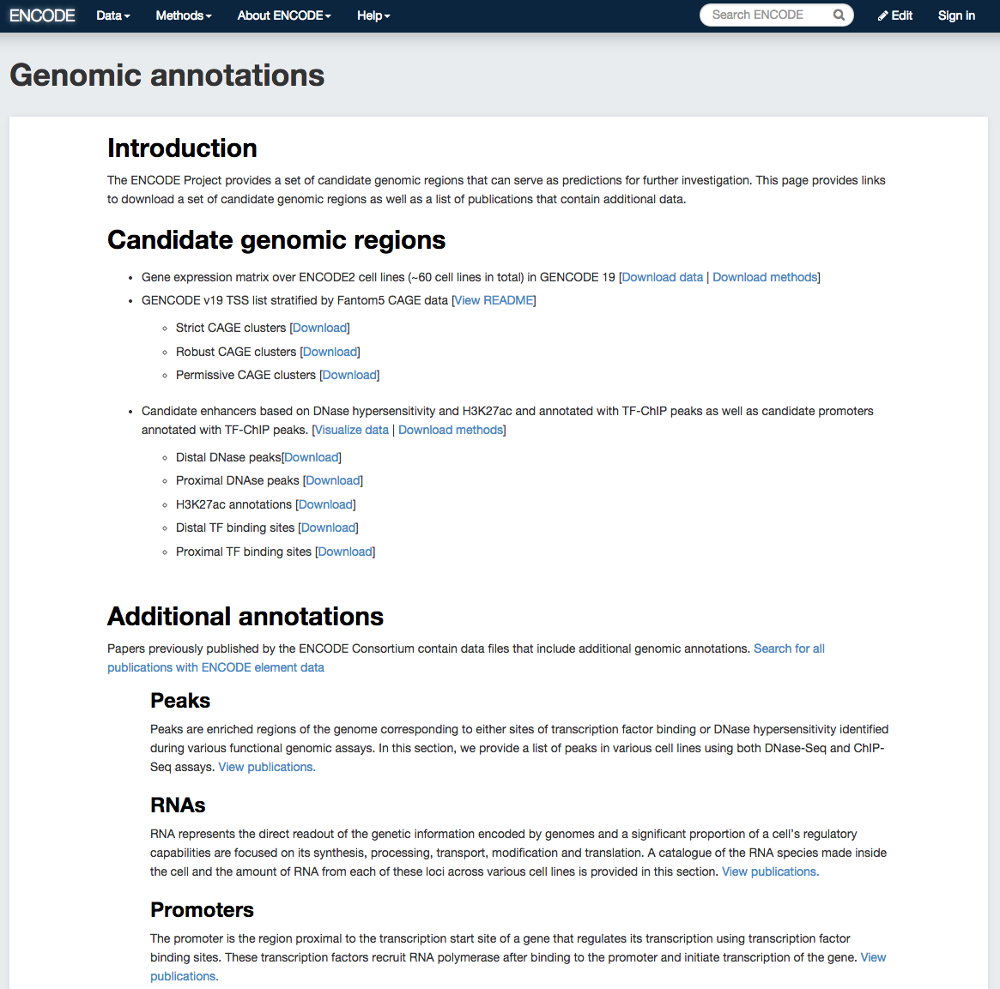 ENCODE Data Methods About ENCODE Help Search ENCODE Edit Sign in
Genomic annotations
Introduction
The ENCODE Project provides a set of candidate genomic regions that can serve as predictions for further investigation. This page provides links
to download a set of candidate genomic regions as well as a list of publications that contain additional data.
Candidate genomic regions
• Gene expression matrix over ENCODE2 cell lines (~60 cell lines in total) in GENCODE 19 [Download data | Download methods]
• GENCODE v19 TSS list stratified by Fantom5 CAGE data [View README]
◦ Strict CAGE clusters [Download]
◦ Robust CAGE clusters [Download]
◦ Permissive CAGE clusters [Download]
• Candidate enhancers based on DNase hypersensitivity and H3K27ac and annotated with TF-ChIP peaks as well as candidate promoters
annotated with TF-ChIP peaks. [Visualize data | Download methods]
◦ Distal DNase peaks[Download]
◦ Proximal DNAse peaks [Download]
◦ H3K27ac annotations [Download]
◦ Distal TF binding sites [Download]
◦ Proximal TF binding sites [Download]
Additional annotations
Papers previously published by the ENCODE Consortium contain data files that include additional genomic annotations. Search for all
publications with ENCODE element data
Peaks
Peaks are enriched regions of the genome corresponding to either sites of transcription factor binding or DNase hypersensitivity identified
during various functional genomic assays. In this section, we provide a list of peaks in various cell lines using both DNase-Seq and ChIP-
Seq assays. View publications.
RNAs
RNA represents the direct readout of the genetic information encoded by genomes and a significant proportion of a cell’s regulatory
capabilities are focused on its synthesis, processing, transport, modification and translation. A catalogue of the RNA species made inside
the cell and the amount of RNA from each of these loci across various cell lines is provided in this section. View publications.
Promoters
The promoter is the region proximal to the transcription start site of a gene that regulates its transcription using transcription factor
binding sites. These transcription factors recruit RNA polymerase after binding to the promoter and initiate transcription of the gene. View
publications.